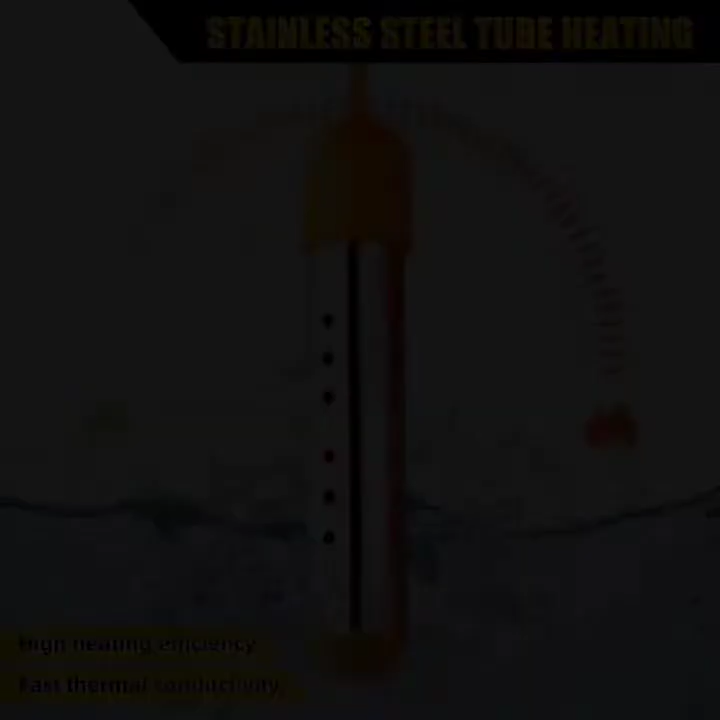 STAINLESS STEEL TUBE HEATING
High heating efficiency
Fast thermal conductivity,